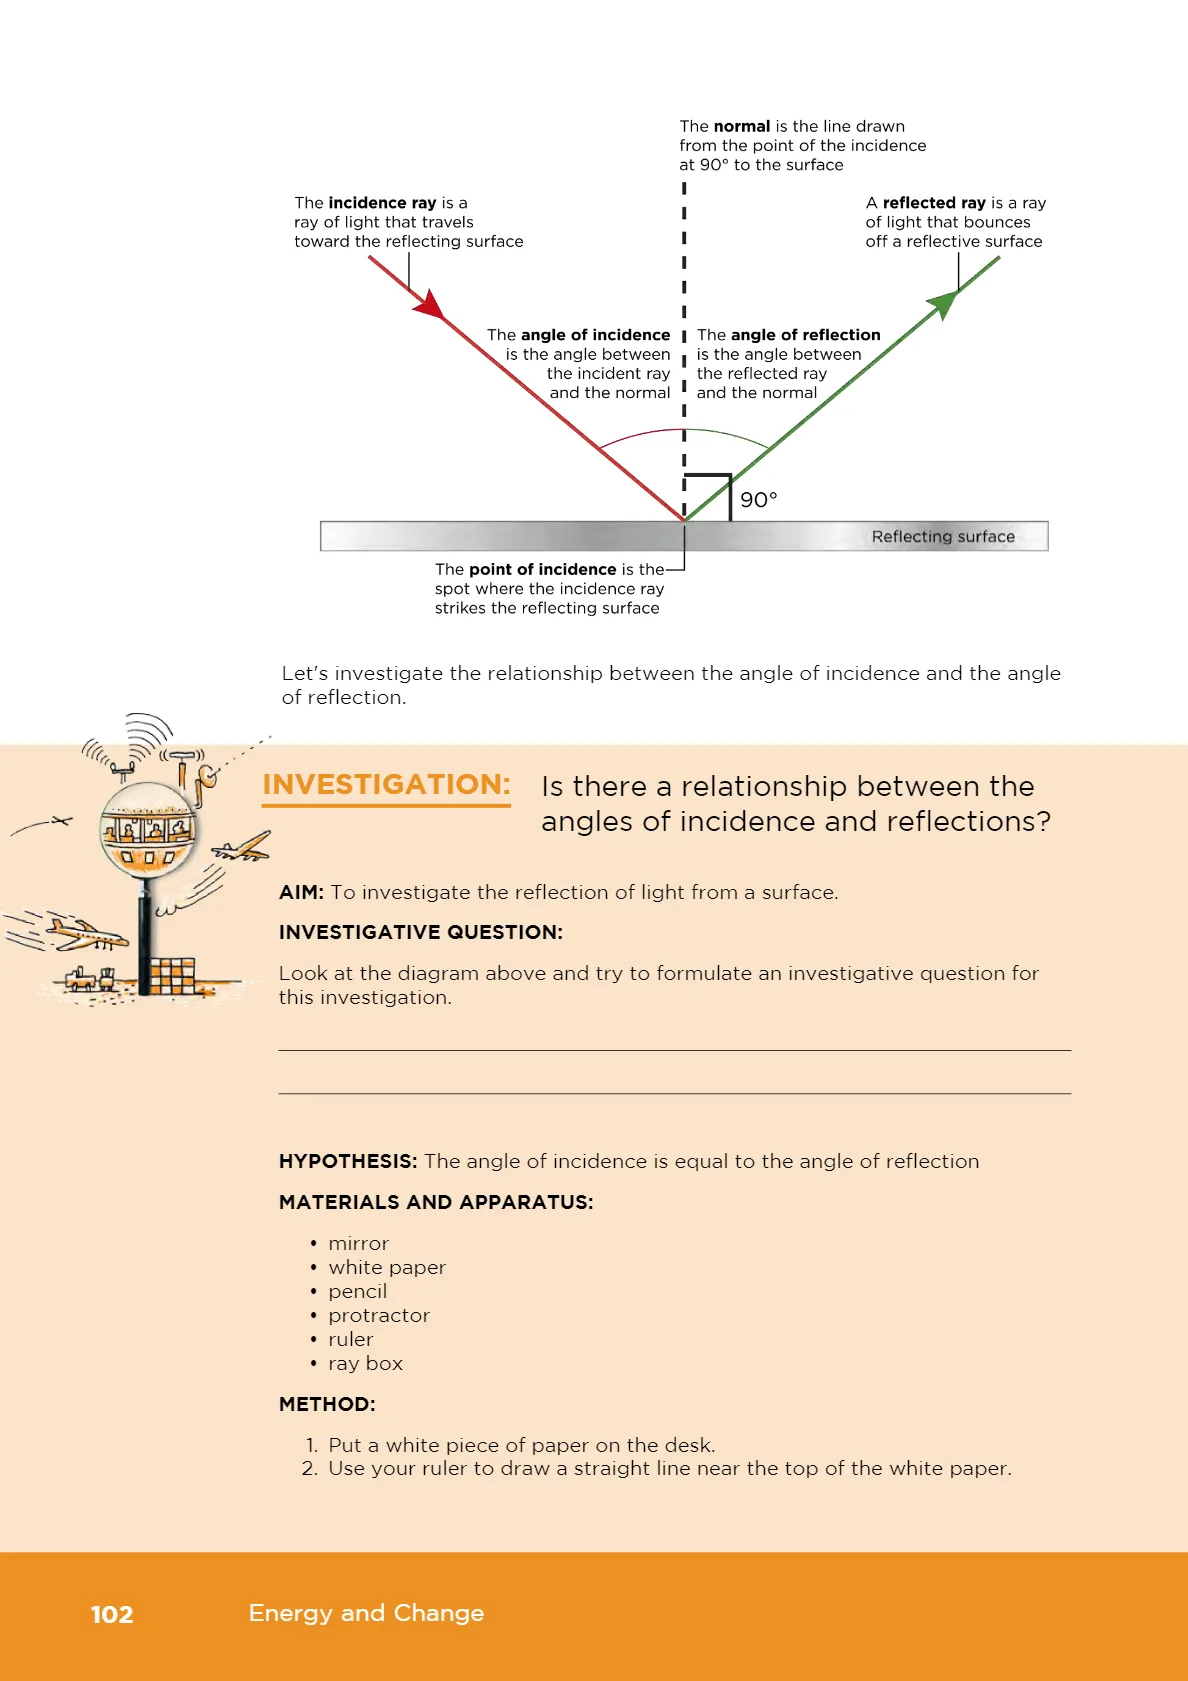 The normal is the line drawn
from the point of the incidence
at 90° to the surface
The incidence ray is a
ray of light that travels
toward the reflecting surface
A reflected ray is a ray
of light that bounces
off a reflective surface
The angle of incidence
is the angle between
the incident ray
and the normal
The angle of reflection
is the angle between
the reflected ray
and the normal
90°
Reflecting surface
The point of incidence is the
spot where the incidence ray
strikes the reflecting surface
Let's investigate the relationship between the angle of incidence and the angle
of reflection.
INVESTIGATION: Is there a relationship between the
angles of incidence and reflections?
AIM: To investigate the reflection of light from a surface.
INVESTIGATIVE QUESTION:
Look at the diagram above and try to formulate an investigative question for
this investigation.
HYPOTHESIS: The angle of incidence is equal to the angle of reflection
MATERIALS AND APPARATUS:
• mirror
• white paper
• pencil
• protractor
• ruler
• ray box
METHOD:
1. Put a white piece of paper on the desk.
2. Use your ruler to draw a straight line near the top of the white paper.
102 Energy and Change